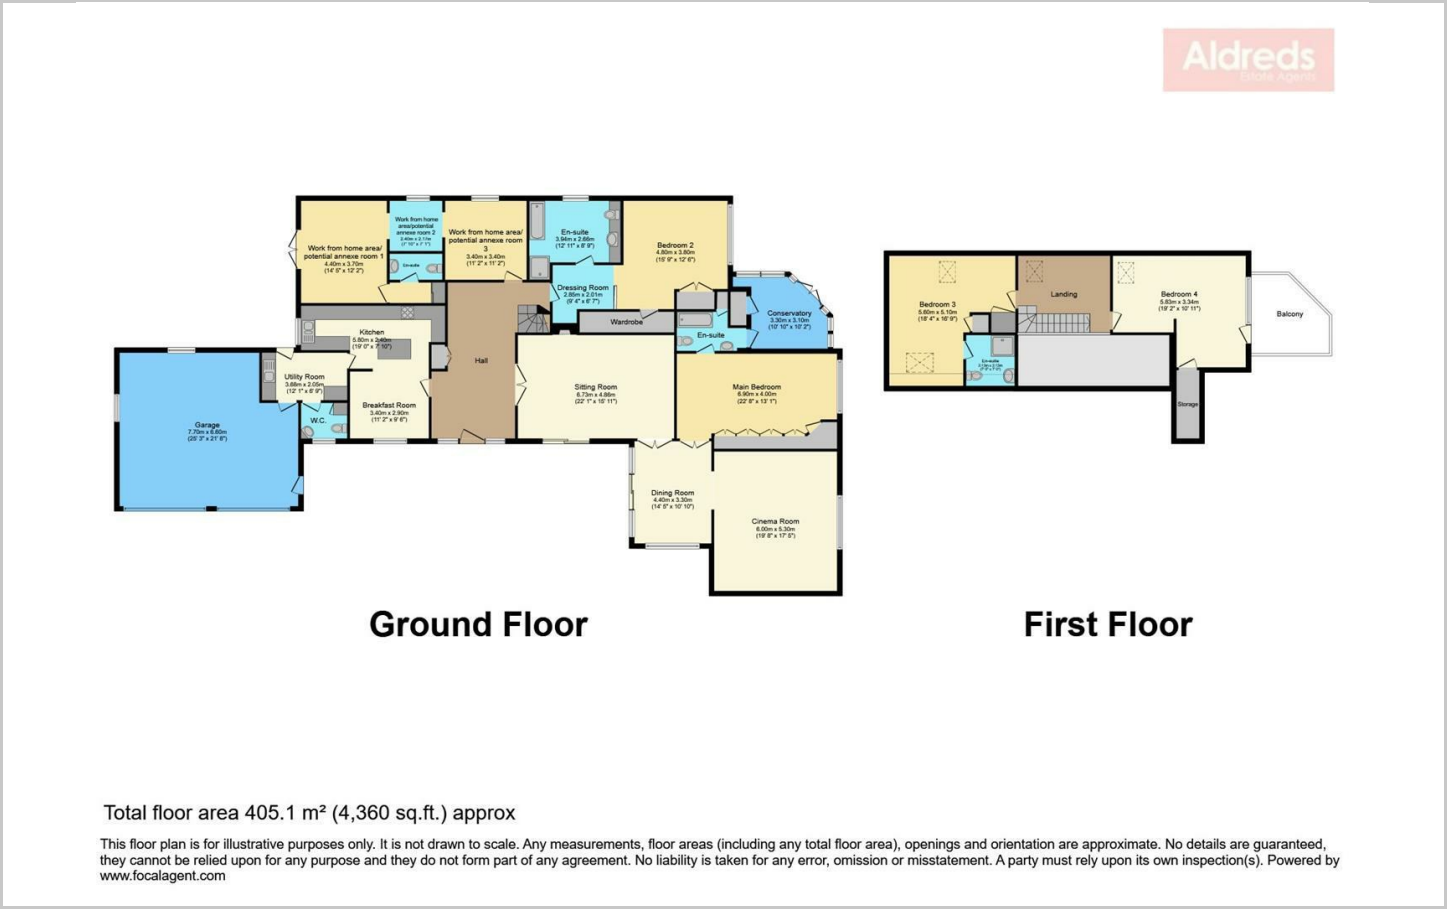 Aldreds
Estate Agents
Work from home area/
potential annexe room 1
4.40m x 3.70m
(14' 5" x 12' 2")
Work from home
area/potential
annexe room 2
2.40m x 2.17m
(7' 10" x 7' 1")
En-suite
Work from home area/
potential annexe room
3
3.40m x 3.40m
(11' 2" x 11' 2")
En-suite
3.94m x 2.66m
(12' 11" x 8' 9")
Bedroom 2
4.80m x 3.80m
(15' 9" x 12' 6")
Dressing Room
2.85m x 2.01m
(9' 4" x 6' 7")
Wardrobe
En-suite
Conservatory
3.30m x 3.10m
(10' 10" x 10' 2")
Kitchen
5.80m x 2.40m
(19' 0" x 7' 10")
Utility Room
3.68m x 2.05m
(12' 1" x 6' 9")
W.C.
Breakfast Room
3.40m x 2.90m
(11' 2" x 9' 6")
Hall
Sitting Room
6.73m x 4.86m
(22' 1" x 15' 11")
Main Bedroom
6.90m x 4.00m
(22' 8" x 13' 1")
Garage
7.70m x 6.60m
(25' 3" x 21' 8")
Dining Room
4.40m x 3.30m
(14' 5" x 10' 10")
Cinema Room
6.00m x 5.30m
(19' 8" x 17' 5")
Ground Floor
Bedroom 3
5.60m x 5.10m
(18' 4" x 16' 9")
Landing
Bedroom 4
5.83m x 3.34m
(19' 2" x 10' 11")
Balcony
En-suite
Storage
First Floor
Total floor area 405.1 m² (4,360 sq.ft.) approx
This floor plan is for illustrative purposes only. It is not drawn to scale. Any measurements, floor areas (including any total floor area), openings and orientation are approximate. No details are guaranteed,
they cannot be relied upon for any purpose and they do not form part of any agreement. No liability is taken for any error, omission or misstatement. A party must rely upon its own inspection(s). Powered by
www.focalagent.com